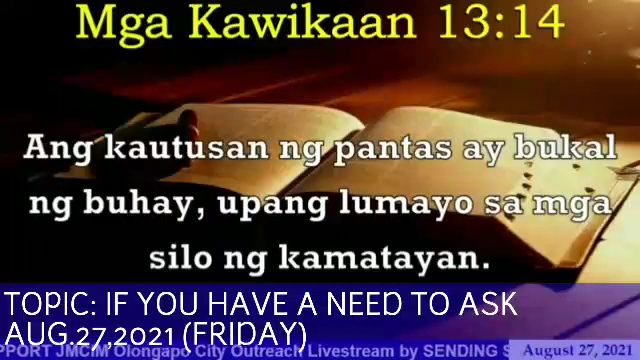 Mga Kawikaan 13:14
Ang kautusan ng pantas ay bukal
ng buhay, upang lumayo sa mga
silo ng kamatayan.
TOPIC: IF YOU HAVE A NEED TO ASK
AUG.27,2021 (FRIDAY)
PPORT JMCIM Olongapo City Outreach Livestream by SENDING S August 27, 2021